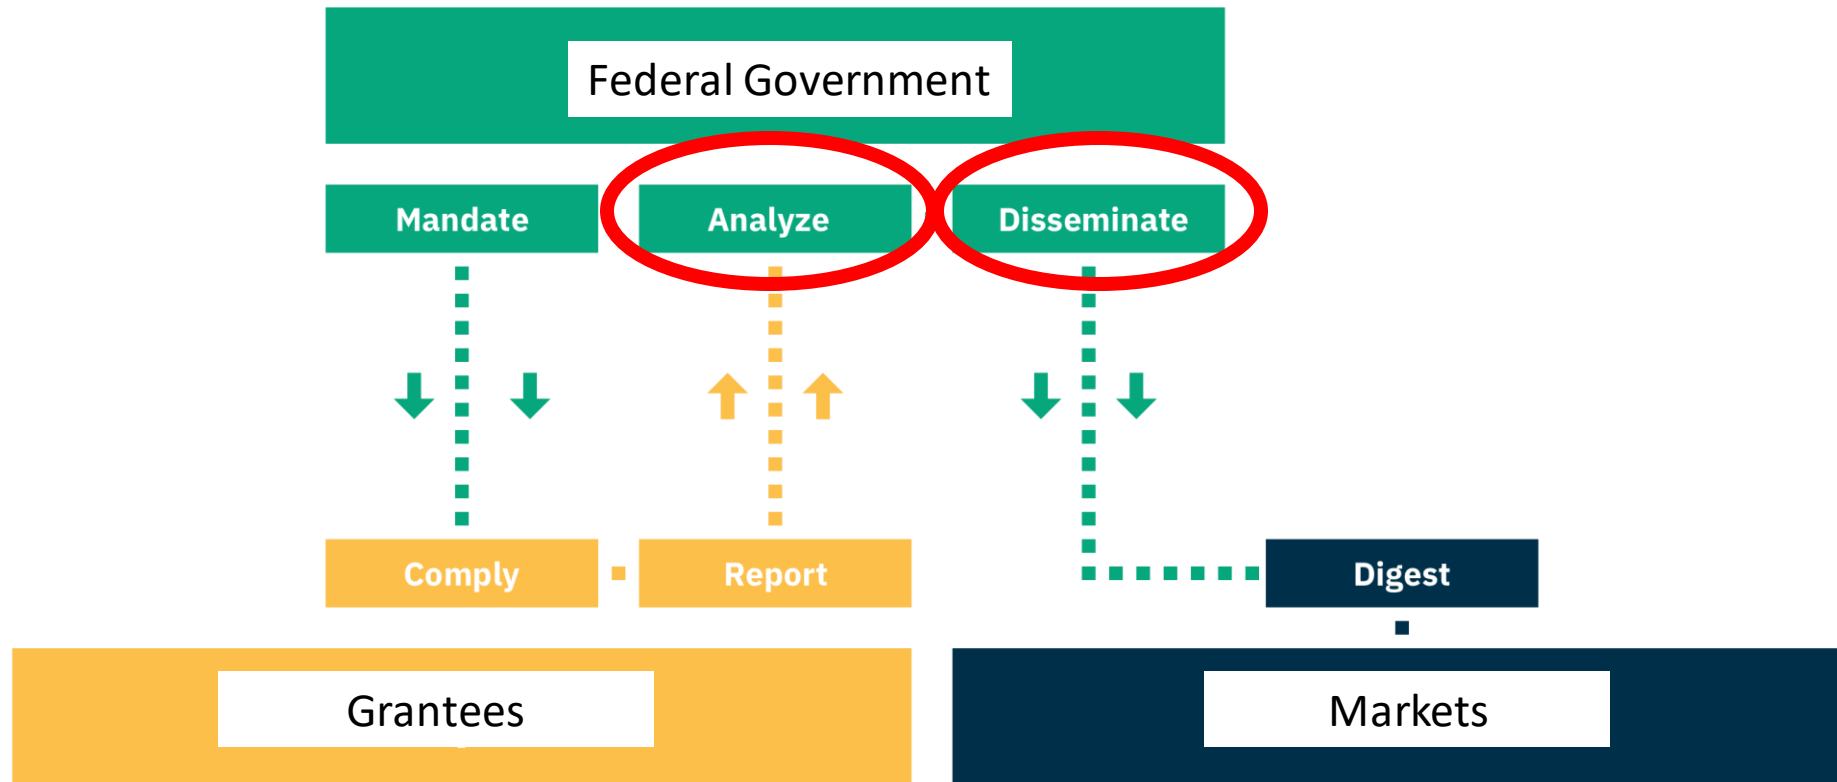 Federal Government
Mandate
Analyze
Disseminate
Comply
Report
Digest
Grantees
Markets